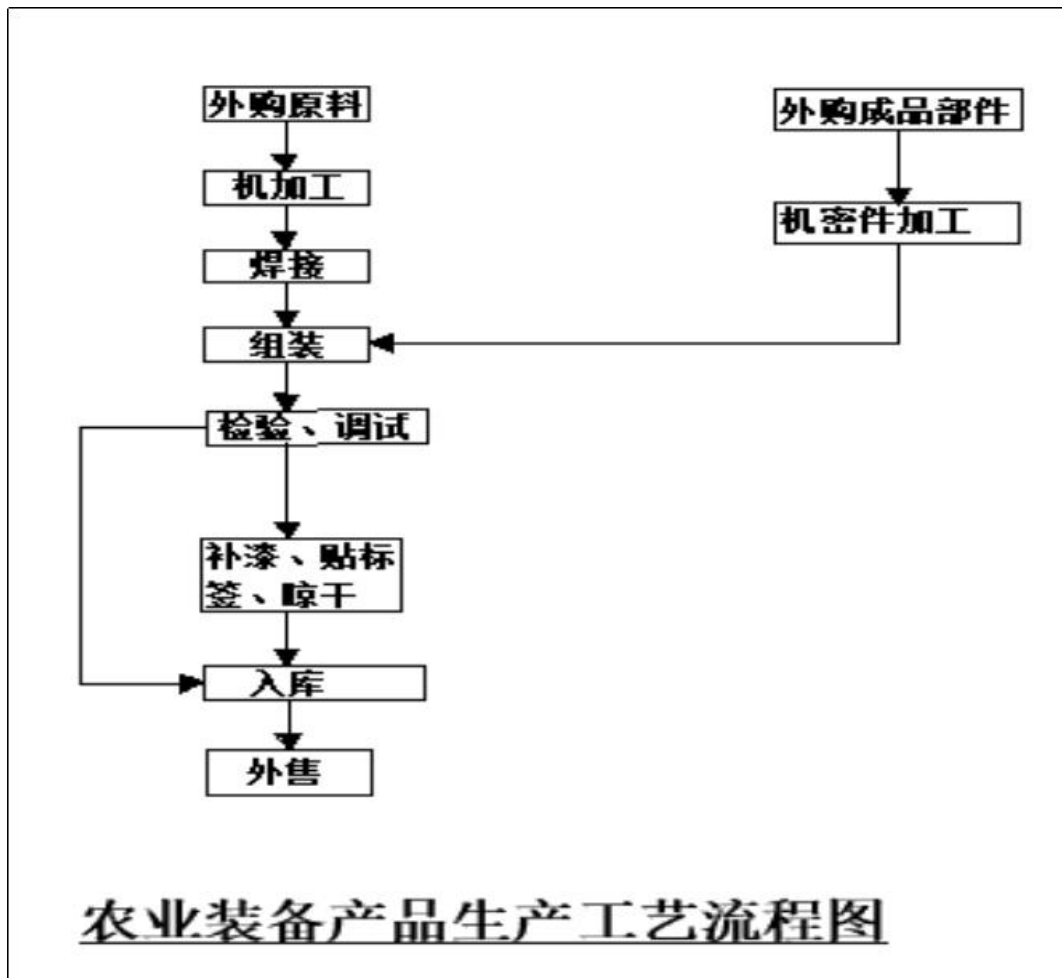 外购原料
外购成品部件
机加工
机密件加工
焊接
组装
检验、调试
补漆、贴标
签、晾干
入库
外售
农业装备产品生产工艺流程图